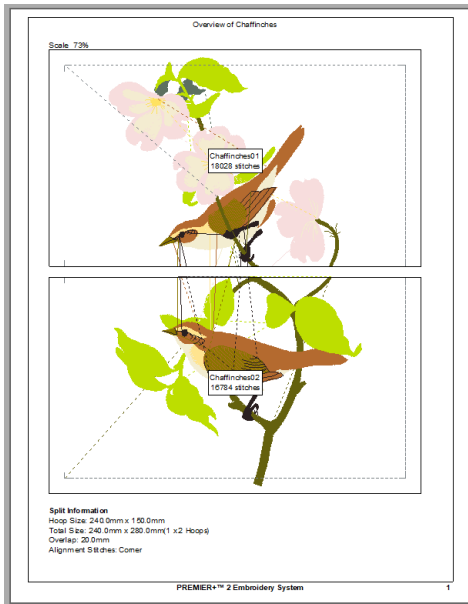 Overview of Chaffinches
Scale 73%
Chaffinches01
18028 stitches
Chaffinches02
16784 stitches
Split Information
Hoop Size: 240.0mm x 150.0mm
Total Size: 240.0mm x 280.0mm(1 x2 Hoops)
Overlap: 20.0mm
Alignment Stitches: Corner
PREMIER+™ 2 Embroidery System 1